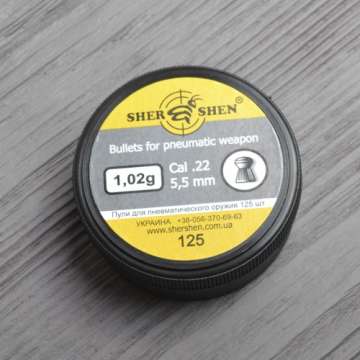 SHER SHEN
Bullets for pneumatic weapon
1,02g
Cal .22
5,5 mm
Пули для пневматического оружия 125 шт
УКРАИНА +38-056-370-69-63
www.shershen.com.ua
125